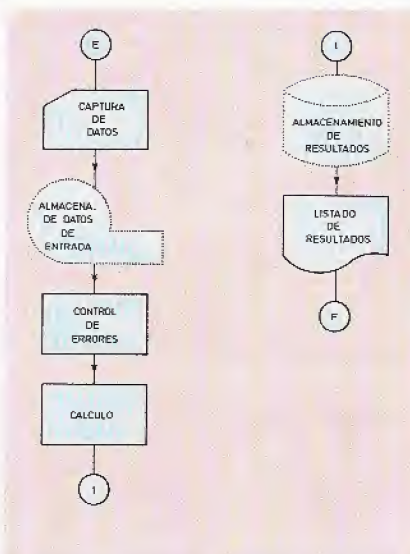 E
CAPTURA
DE
DATOS
ALMACENA.
DE DATOS
DE
ENTRADA
CONTROL
DE
ERRORES
CALCULO
1
1
ALMACENAMIENTO
DE
RESULTADOS
LISTADO
DE
RESULTADOS
F